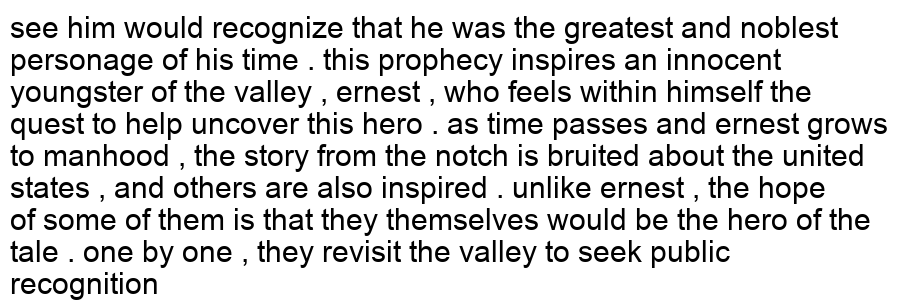 see him would recognize that he was the greatest and noblest
personage of his time . this prophecy inspires an innocent
youngster of the valley , ernest , who feels within himself the
quest to help uncover this hero . as time passes and ernest grows
to manhood , the story from the notch is bruited about the united
states , and others are also inspired . unlike ernest , the hope
of some of them is that they themselves would be the hero of the
tale . one by one , they revisit the valley to seek public
recognition